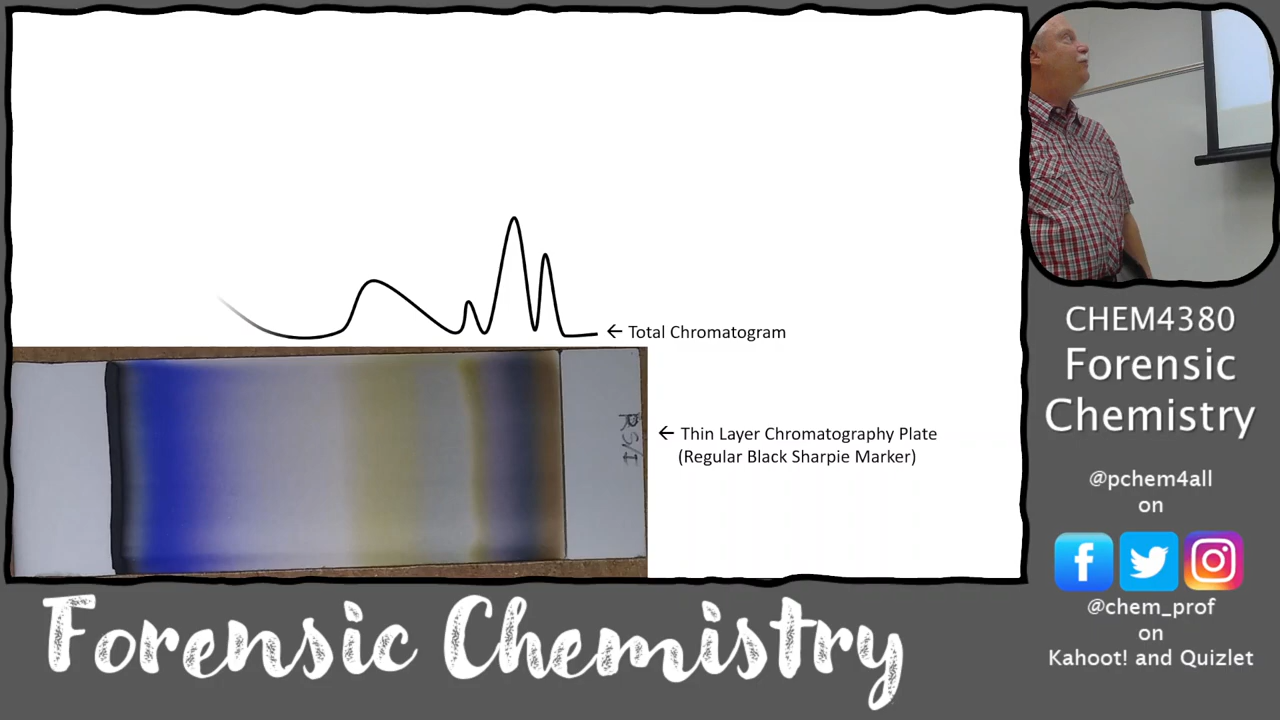 ← Total Chromatogram
← Thin Layer Chromatography Plate
(Regular Black Sharpie Marker)
RS/I
CHEM4380
Forensic
Chemistry
@pchem4all
on
@chem_prof
on
Kahoot! and Quizlet
Forensic Chemistry